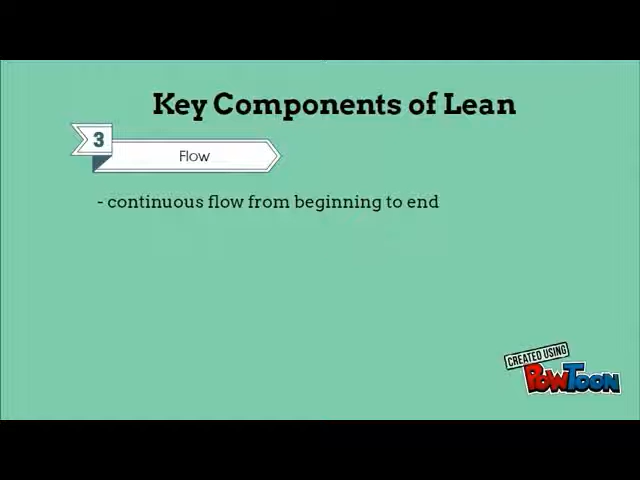 Key Components of Lean
3
Flow
- continuous flow from beginning to end
CREATED USING
POWTOON